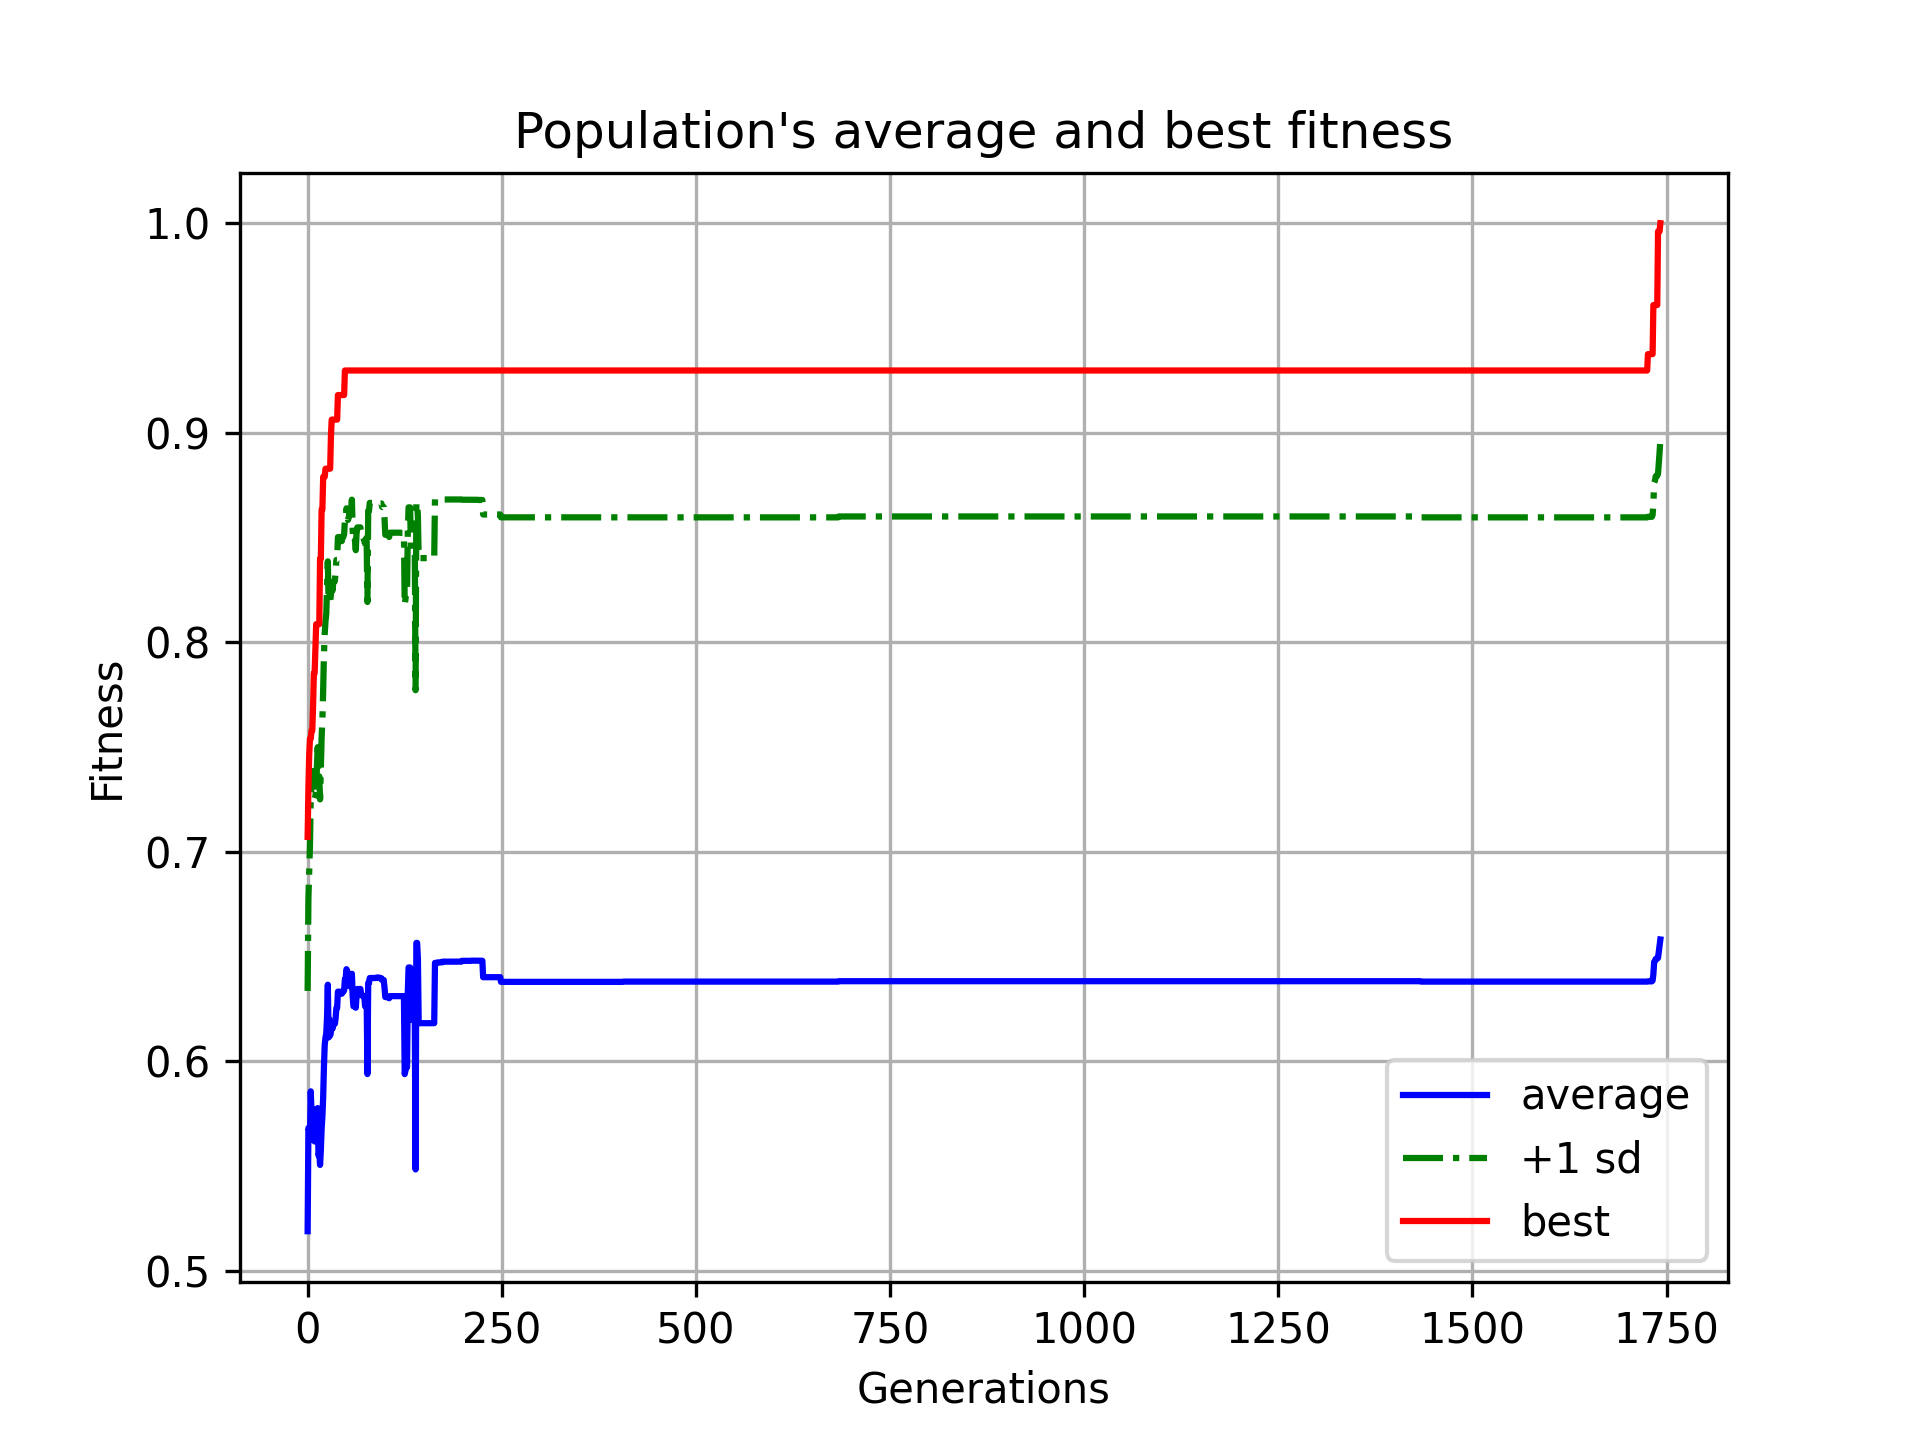 Population's average and best fitness
1.0
0.9
0.8
0.7
0.6
0.5
Fitness
0 250 500 750 1000 1250 1500 1750
Generations
average
+1 sd
best